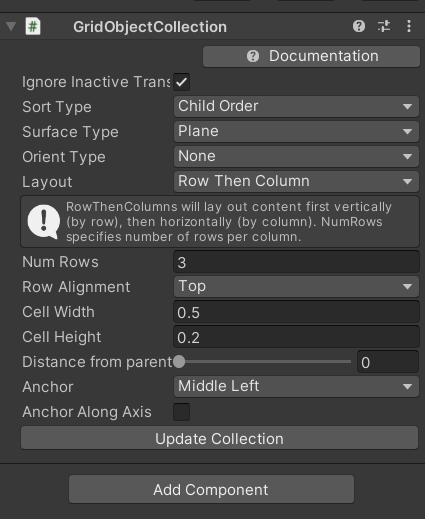 GridObjectCollection
Documentation
Ignore Inactive Trans
Sort Type Child Order
Surface Type Plane
Orient Type None
Layout Row Then Column
RowThenColumns will lay out content first vertically
(by row), then horizontally (by column). NumRows
specifies number of rows per column.
Num Rows 3
Row Alignment Top
Cell Width 0.5
Cell Height 0.2
Distance from parent 0
Anchor Middle Left
Anchor Along Axis
Update Collection
Add Component